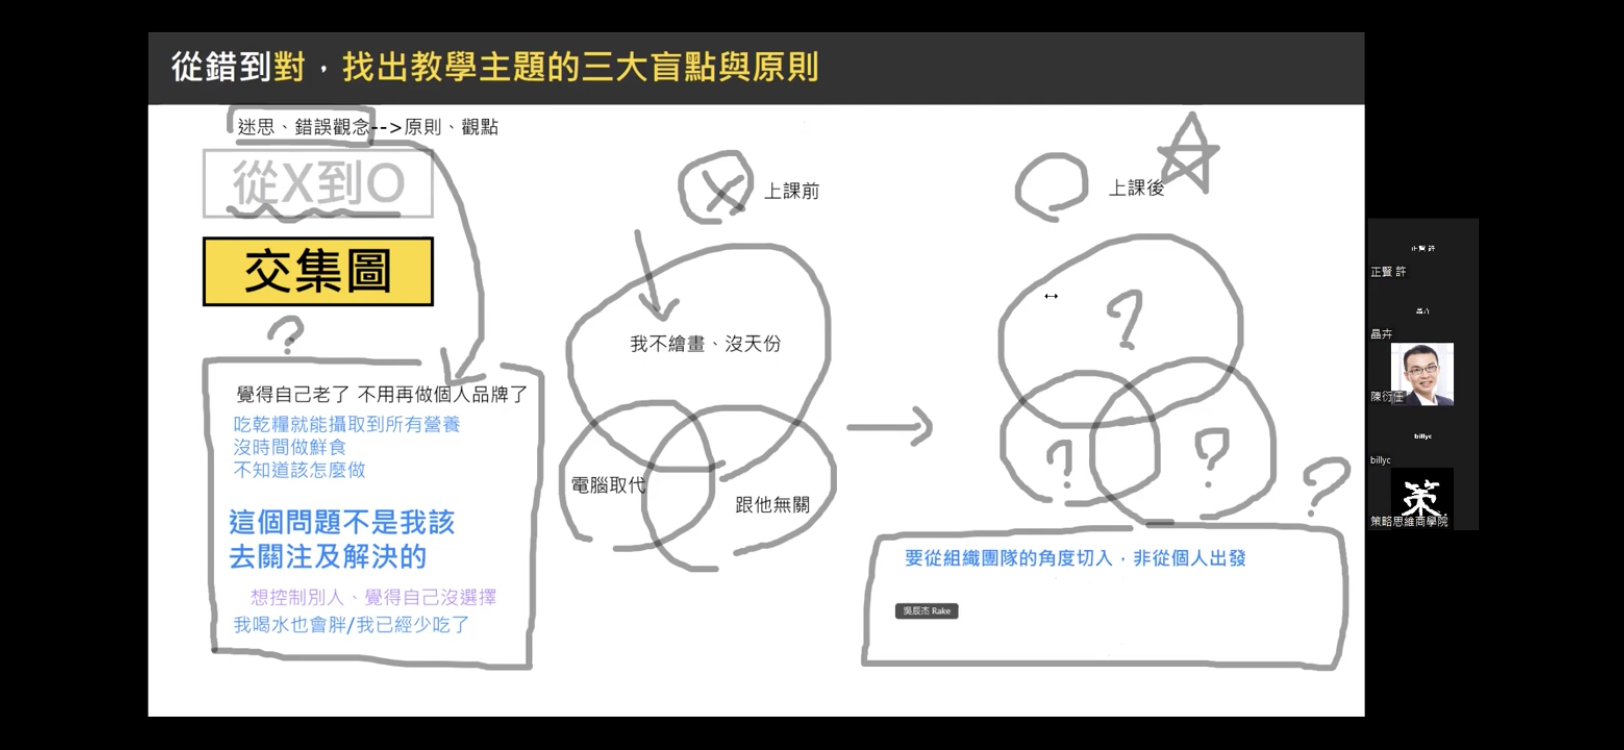 從錯到對，找出教學主題的三大盲點與原則
迷思、錯誤觀念-->原則、觀點
從X到O
交集圖
?
覺得自己老了 不用再做個人品牌了
吃乾糧就能攝取到所有營養
沒時間做鮮食
不知道該怎麼做
這個問題不是我該
去關注及解決的
想控制別人、覺得自己沒選擇
我喝水也會胖/我已經少吃了
X
上課前
我不繪畫、沒天份
電腦取代
跟他無關
上課後
?
?
?
?
要從組織團隊的角度切入，非從個人出發
吳辰杰 Rake
正賢 許
正賢 許
晶卉
陳衍任
billyc
billyc
策
策略思維商學院